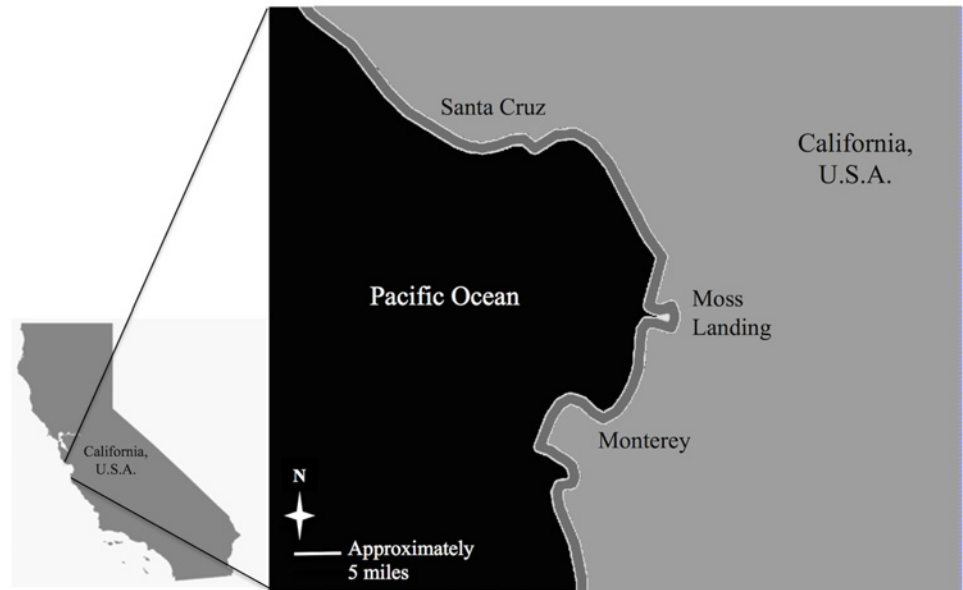 California,
U.S.A.
Santa Cruz
California,
U.S.A.
Pacific Ocean
Moss
Landing
Monterey
N
Approximately
5 miles